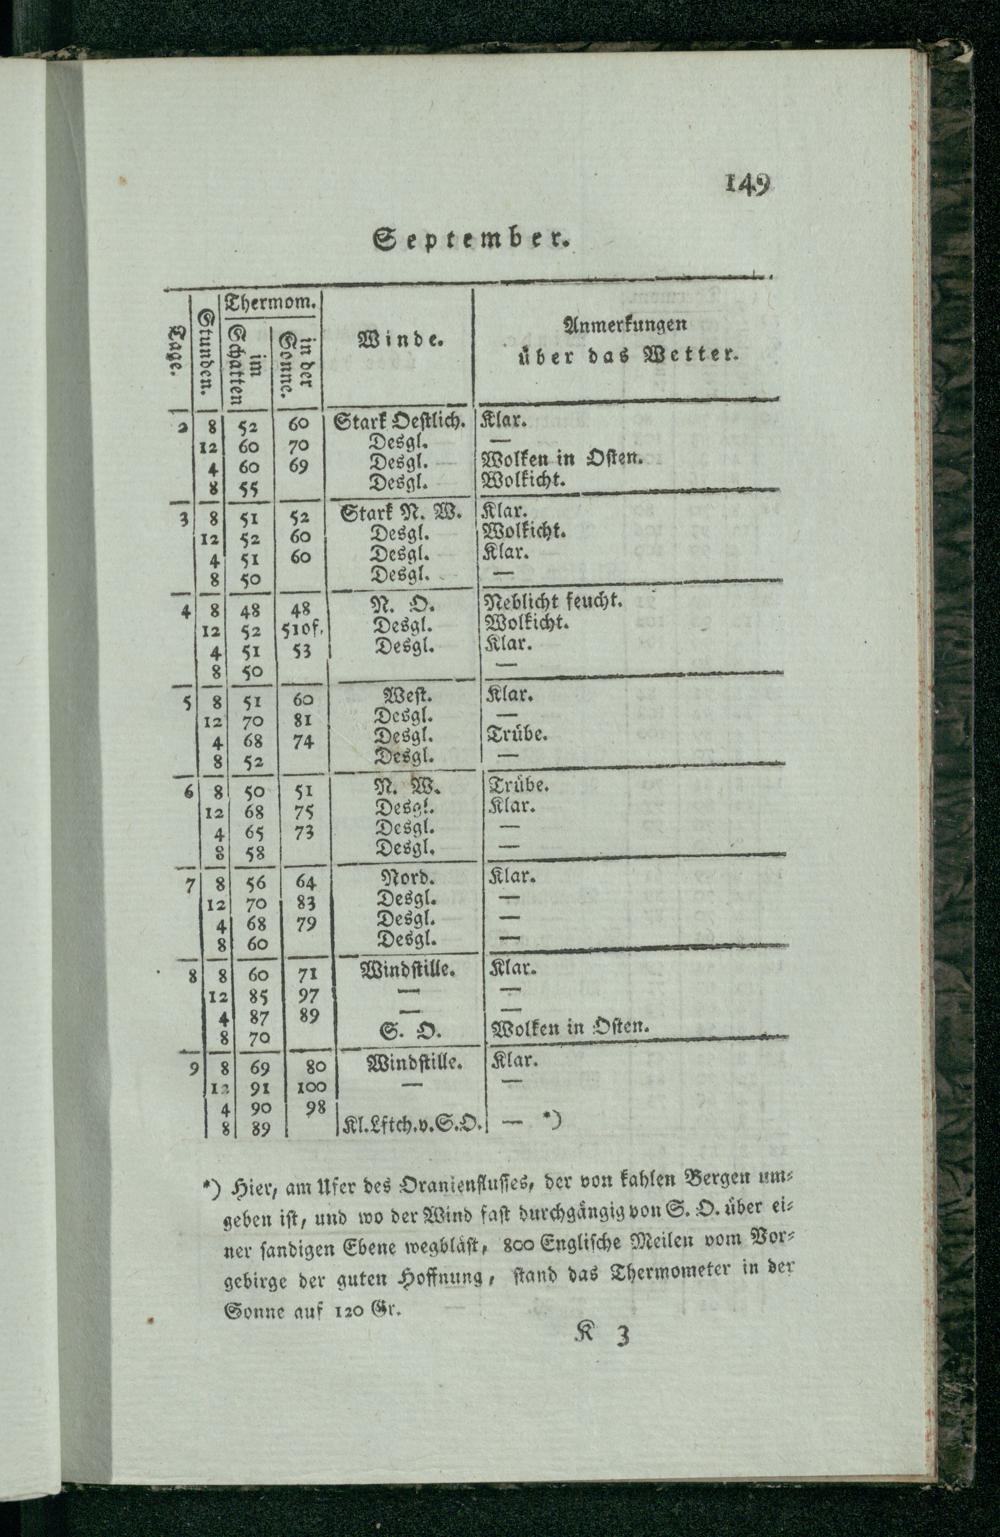 149
September.
Tage. Stunden. Thermom. im Schatten in der Sonne. Winde. Anmerkungen über das Wetter.
2 8 52 60 Stark Oestlich. Klar.
12 60 70 Desgl. —
4 60 69 Desgl. Wolken in Osten.
8 55 Desgl. Wolkicht.
3 8 51 52 Stark N. W. Klar.
12 52 60 Desgl. Wolkicht.
4 51 60 Desgl. Klar.
8 50 Desgl. —
4 8 48 48 N. O. Neblicht feucht.
12 52 51of. Desgl. Wolkicht.
4 51 53 Desgl. Klar.
8 50 —
5 8 51 60 West. Klar.
12 70 81 Desgl. —
4 68 74 Desgl. Trübe.
8 52 Desgl. —
6 8 50 51 N. W. Trübe.
12 68 75 Desgl. Klar.
4 65 73 Desgl. —
8 58 Desgl. —
7 8 56 64 Nord. Klar.
12 70 83 Desgl. —
4 68 79 Desgl. —
8 60 Desgl. —
8 8 60 71 Windstille. Klar.
12 85 97 — —
4 87 89 — —
8 70 S. O. Wolken in Osten.
9 8 69 80 Windstille. Klar.
12 91 100 — —
4 90 98
8 89 Kl.Lftch.v.S.O. — *)
*) Hier, am Ufer des Oranienflusses, der von kahlen Bergen um-
geben ist, und wo der Wind fast durchgängig von S. O. über ei-
ner sandigen Ebene wegbläst, 800 Englische Meilen vom Vor-
gebirge der guten Hoffnung, stand das Thermometer in der
Sonne auf 120 Gr.
K 3